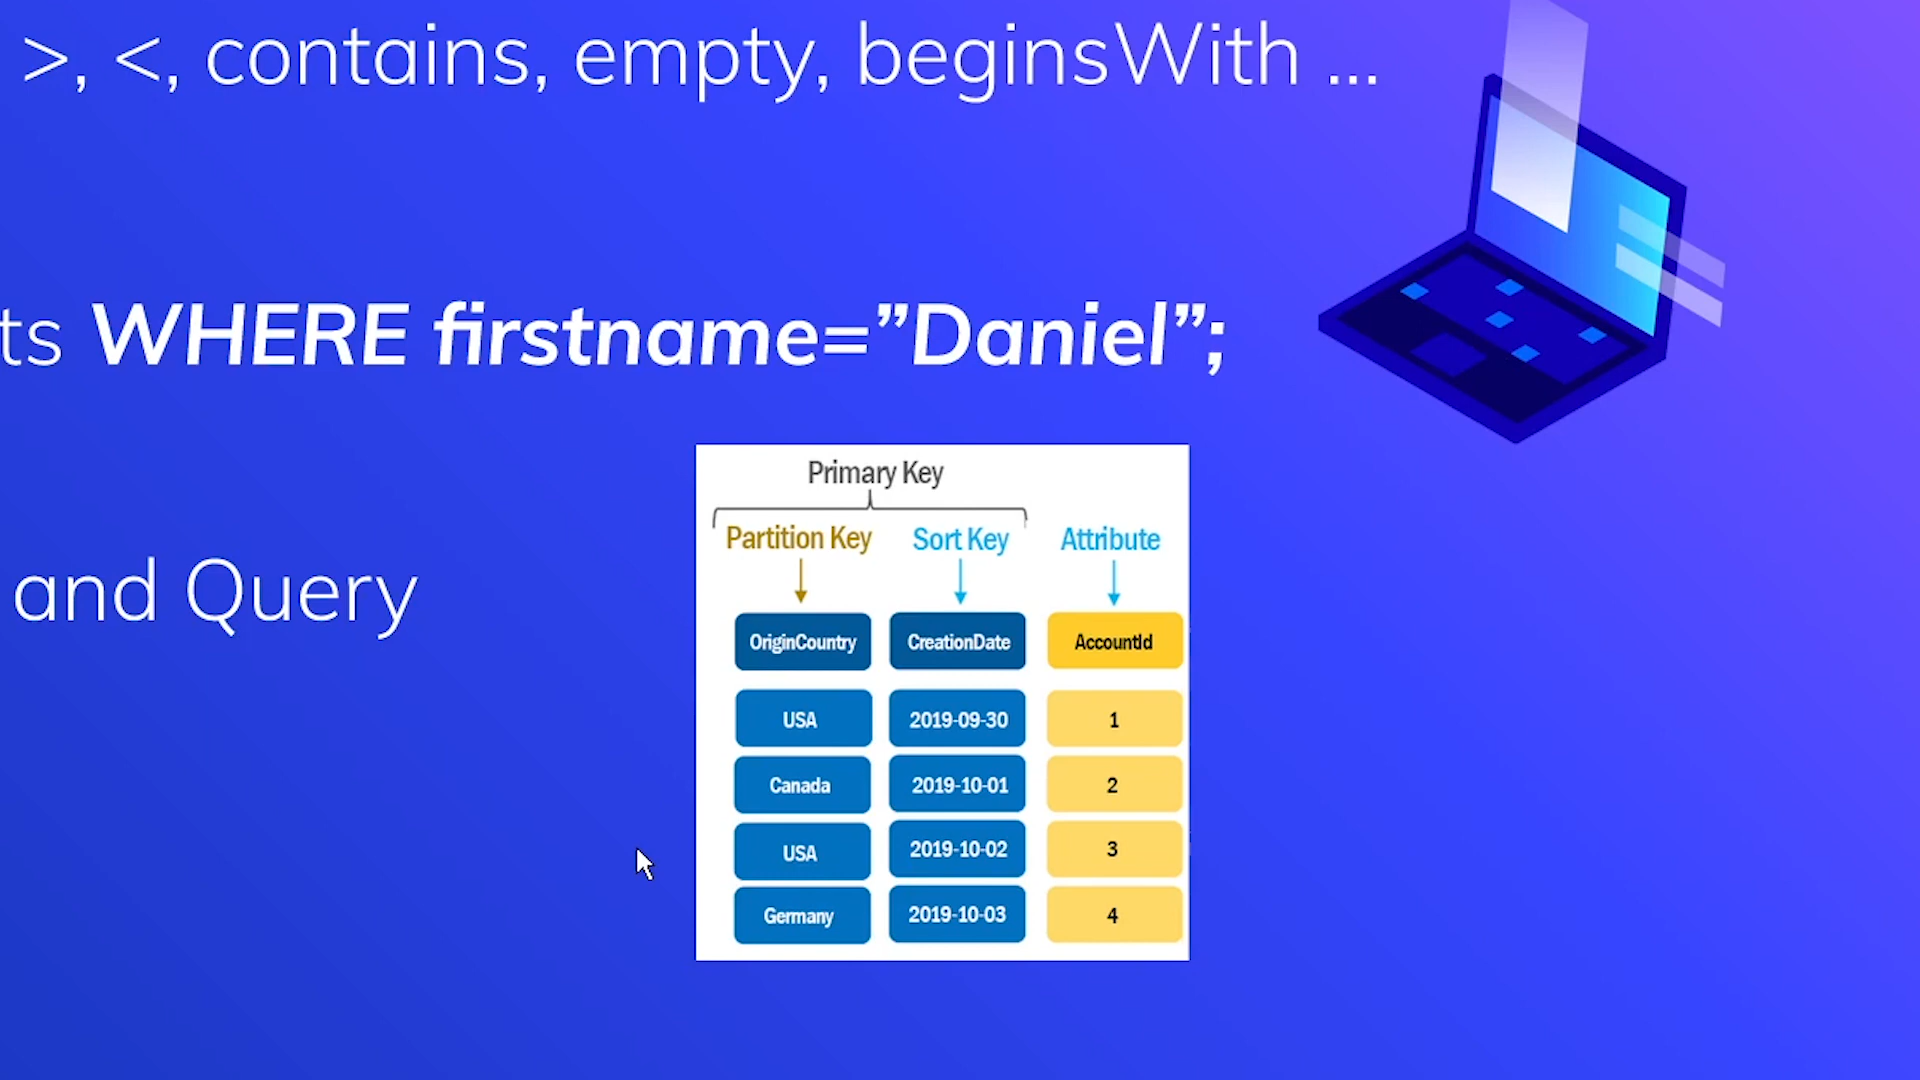 >, <, contains, empty, beginsWith ...
ts WHERE firstname=”Daniel”;
and Query
Primary Key
Partition Key Sort Key Attribute
OriginCountry CreationDate AccountId
USA 2019-09-30 1
Canada 2019-10-01 2
USA 2019-10-02 3
Germany 2019-10-03 4